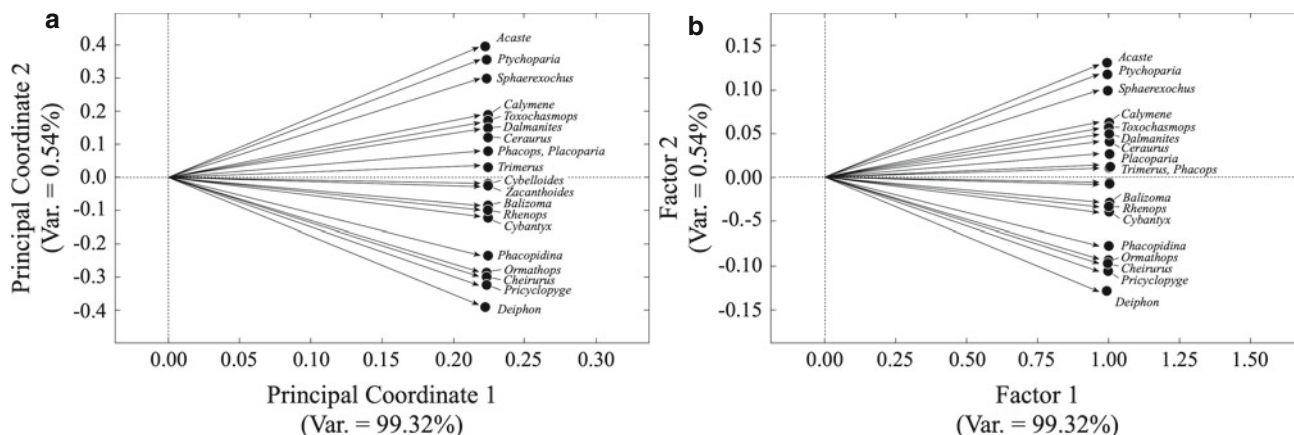 a
Principal Coordinate 2
(Var. = 0.54%)
0.4
0.3
0.2
0.1
0.0
-0.1
-0.2
-0.3
-0.4
Acaste
Ptychoparia
Sphaerexochus
Calymene
Toxochasmops
Dalmanites
Ceraurus
Phacops, Placoparia
Trimerus
Cybelloides
Zacanthoides
Balizoma
Rhenops
Cybantyx
Phacopidina
Ormathops
Cheirurus
Pricyclopyge
Deiphon
0.00 0.05 0.10 0.15 0.20 0.25 0.30
Principal Coordinate 1
(Var. = 99.32%)
b
Factor 2
(Var. = 0.54%)
0.15
0.10
0.05
0.00
-0.5
-0.10
-0.15
Acaste
Ptychoparia
Sphaerexochus
Calymene
Toxochasmops
Dalmanites
Ceraurus
Placoparia
Trimerus, Phacops
Balizoma
Rhenops
Cybantyx
Phacopidina
Ormathops
Cheirurus
Pricyclopyge
Deiphon
0.00 0.25 0.50 0.75 1.00 1.25 1.50
Factor 1
(Var. = 99.32%)